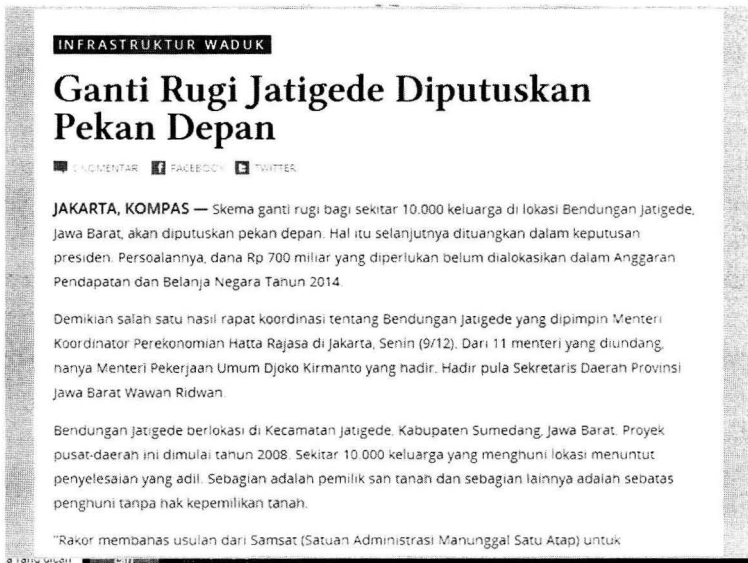 INFRASTRUKTUR WADUK
Ganti Rugi Jatigede Diputuskan
Pekan Depan
KOMENTAR FACEBOOK TWITTER
JAKARTA, KOMPAS — Skema ganti rugi bagi sekitar 10.000 keluarga di lokasi Bendungan Jatigede,
Jawa Barat, akan diputuskan pekan depan. Hal itu selanjutnya dituangkan dalam keputusan
presiden. Persoalannya, dana Rp 700 miliar yang diperlukan belum dialokasikan dalam Anggaran
Pendapatan dan Belanja Negara Tahun 2014.
Demikian salah satu hasil rapat koordinasi tentang Bendungan Jatigede yang dipimpin Menteri
Koordinator Perekonomian Hatta Rajasa di Jakarta, Senin (9/12). Dari 11 menteri yang diundang,
hanya Menteri Pekerjaan Umum Djoko Kirmanto yang hadir. Hadir pula Sekretaris Daerah Provinsi
Jawa Barat Wawan Ridwan.
Bendungan Jatigede berlokasi di Kecamatan Jatigede, Kabupaten Sumedang, Jawa Barat. Proyek
pusat-daerah ini dimulai tahun 2008. Sekitar 10.000 keluarga yang menghuni lokasi menuntut
penyelesaian yang adil. Sebagian adalah pemilik san tanah dan sebagian lainnya adalah sebatas
penghuni tanpa hak kepemilikan tanah.
"Rakor membahas usulan dari Samsat (Satuan Administrasi Manunggal Satu Atap) untuk